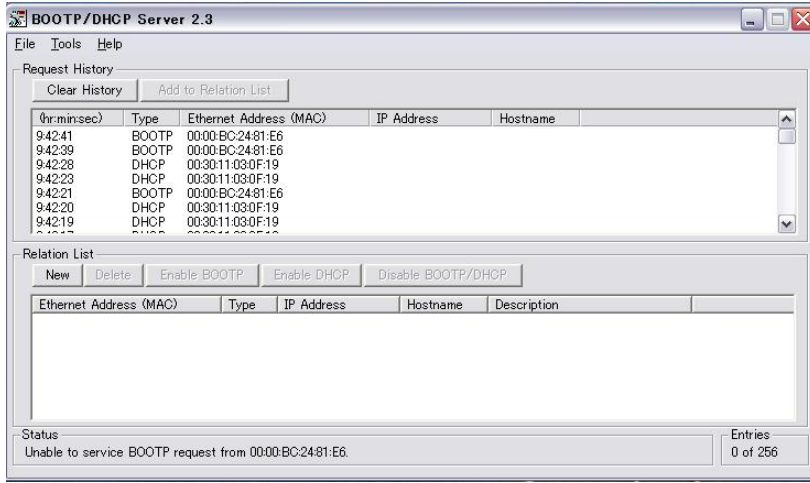 BOOTP/DHCP Server 2.3
File Tools Help
Request History
Clear History Add to Relation List
(hr:min:sec) Type Ethernet Address (MAC) IP Address Hostname
9:42:41 BOOTP 00:00:BC:24:81:E6
9:42:39 BOOTP 00:00:BC:24:81:E6
9:42:28 DHCP 00:30:11:03:0F:19
9:42:23 DHCP 00:30:11:03:0F:19
9:42:21 BOOTP 00:00:BC:24:81:E6
9:42:20 DHCP 00:30:11:03:0F:19
9:42:19 DHCP 00:30:11:03:0F:19
Relation List
New Delete Enable BOOTP Enable DHCP Disable BOOTP/DHCP
Ethernet Address (MAC) Type IP Address Hostname Description
Status
Unable to service BOOTP request from 00:00:BC:24:81:E6.
Entries
0 of 256